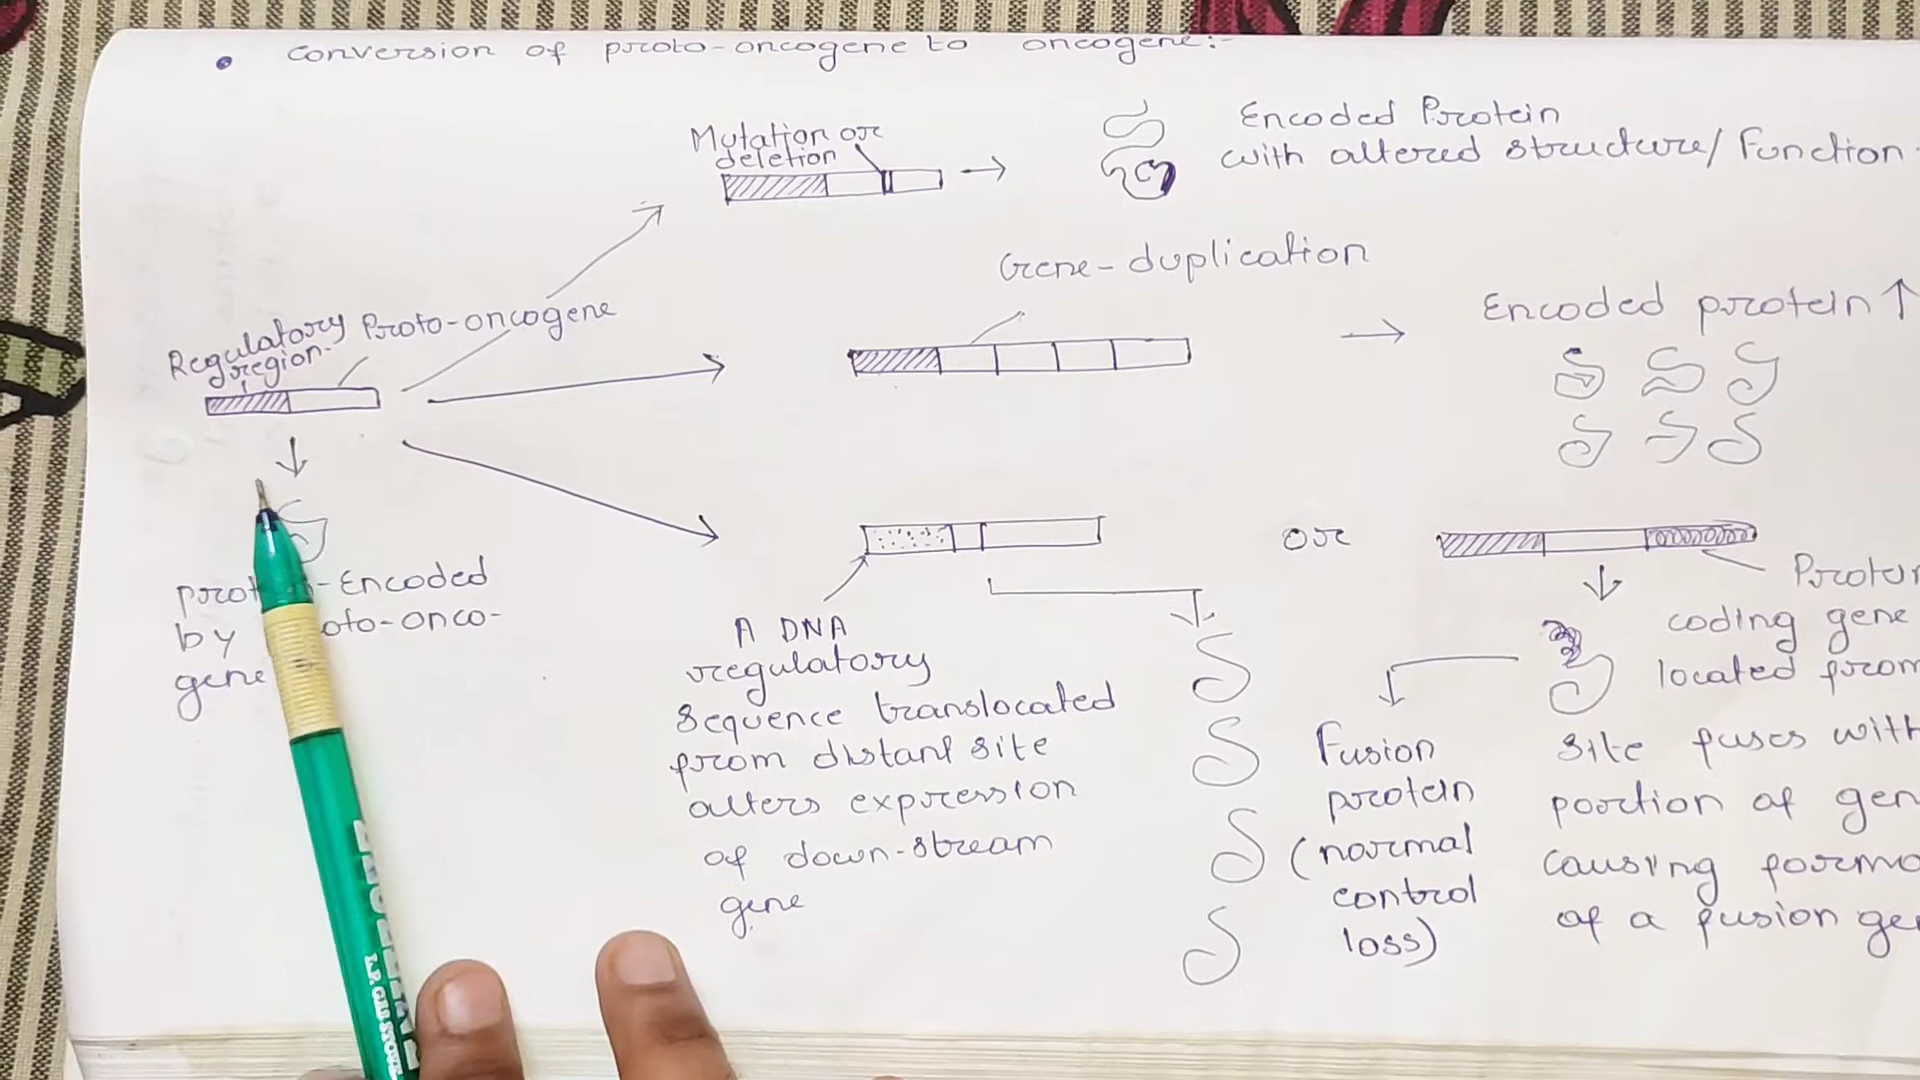 • Conversion of proto-oncogene to oncogene:-
Mutation or
deletion
Encoded Protein
with altered structure/Function
Gene-duplication
Encoded protein ↑
Regulatory
region
Proto-oncogene
-Encoded
by
gene
or
A DNA
regulatory
sequence translocated
from distant site
alters expression
of down-stream
gene
Fusion
protein
(normal
control
loss)
coding gene
located from
site fuses with
portion of
causing
of a fusion